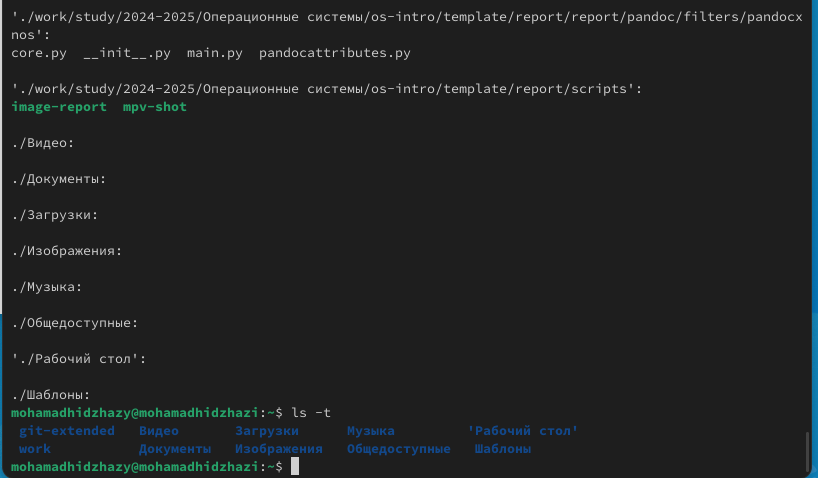 './work/study/2024-2025/Операционные системы/os-intro/template/report/report/pandoc/filters/pandocx
nos':
core.py  __init__.py  main.py  pandocattributes.py
'./work/study/2024-2025/Операционные системы/os-intro/template/report/scripts':
image-report  mpv-shot
./Видео:
./Документы:
./Загрузки:
./Изображения:
./Музыка:
./Общедоступные:
'./Рабочий стол':
./Шаблоны:
mohamadhidzhazy@mohamadhidzhazi:~$ ls -t
git-extended  Видео  Загрузки  Музыка  'Рабочий стол'
work  Документы  Изображения  Общедоступные  Шаблоны
mohamadhidzhazy@mohamadhidzhazi:~$